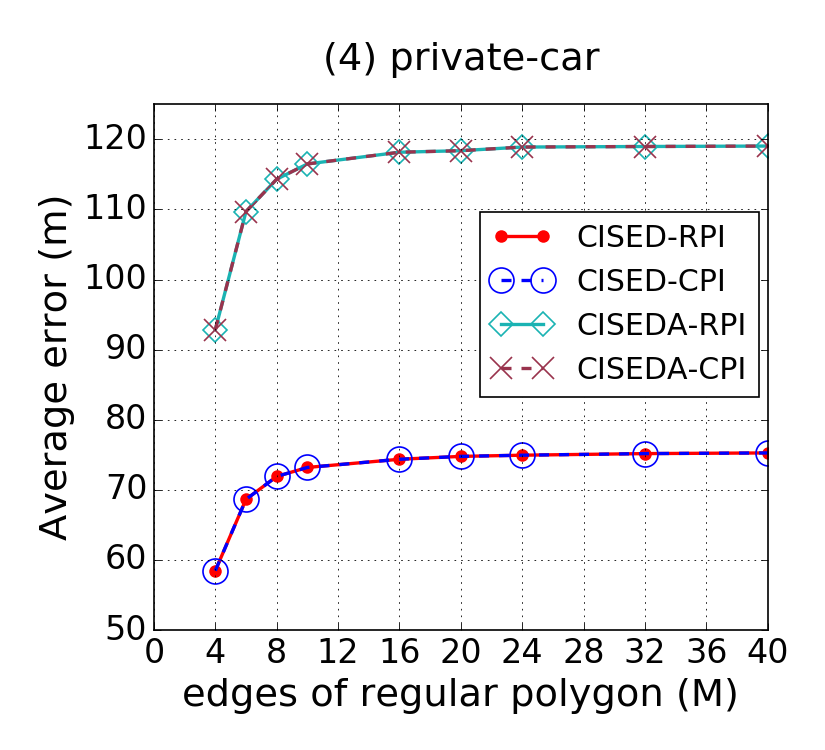 (4) private-car
Average error (m)
120
110
100
90
80
70
60
50
CISED-RPI
CISED-CPI
CISEDA-RPI
CISEDA-CPI
0 4 8 12 16 20 24 28 32 36 40
edges of regular polygon (M)